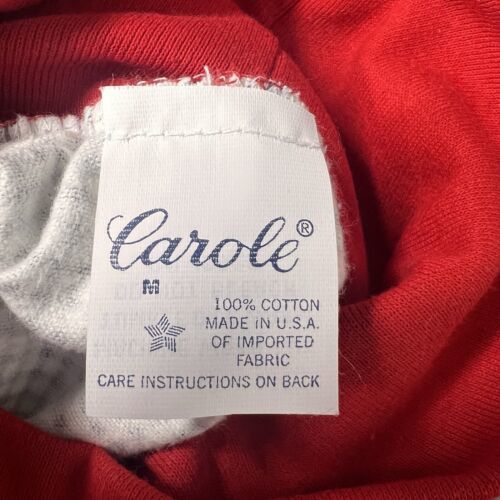 Carole®
M
100% COTTON
MADE IN U.S.A.
OF IMPORTED
FABRIC
CARE INSTRUCTIONS ON BACK